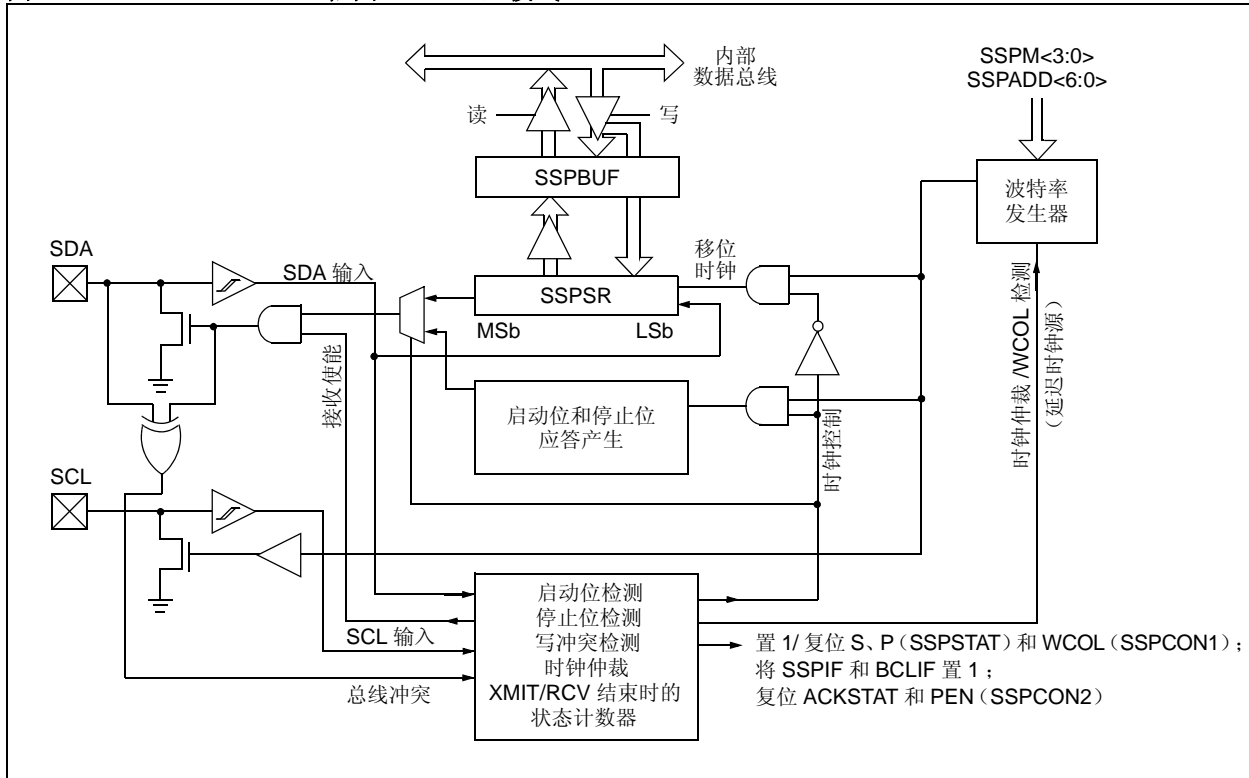 内部
数据总线
SSPM<3:0>
SSPADD<6:0>
读
写
SSPBUF
波特率
发生器
SDA
SDA 输入
移位
时钟
SSPSR
MSb
LSb
接收使能
启动位和停止位
应答产生
时钟控制
时钟仲裁 /WCOL 检测
（延迟时钟源）
SCL
SCL 输入
总线冲突
启动位检测
停止位检测
写冲突检测
时钟仲裁
XMIT/RCV 结束时的
状态计数器
置 1/ 复位 S、P（SSPSTAT）和 WCOL（SSPCON1）；
将 SSPIF 和 BCLIF 置 1；
复位 ACKSTAT 和 PEN（SSPCON2）